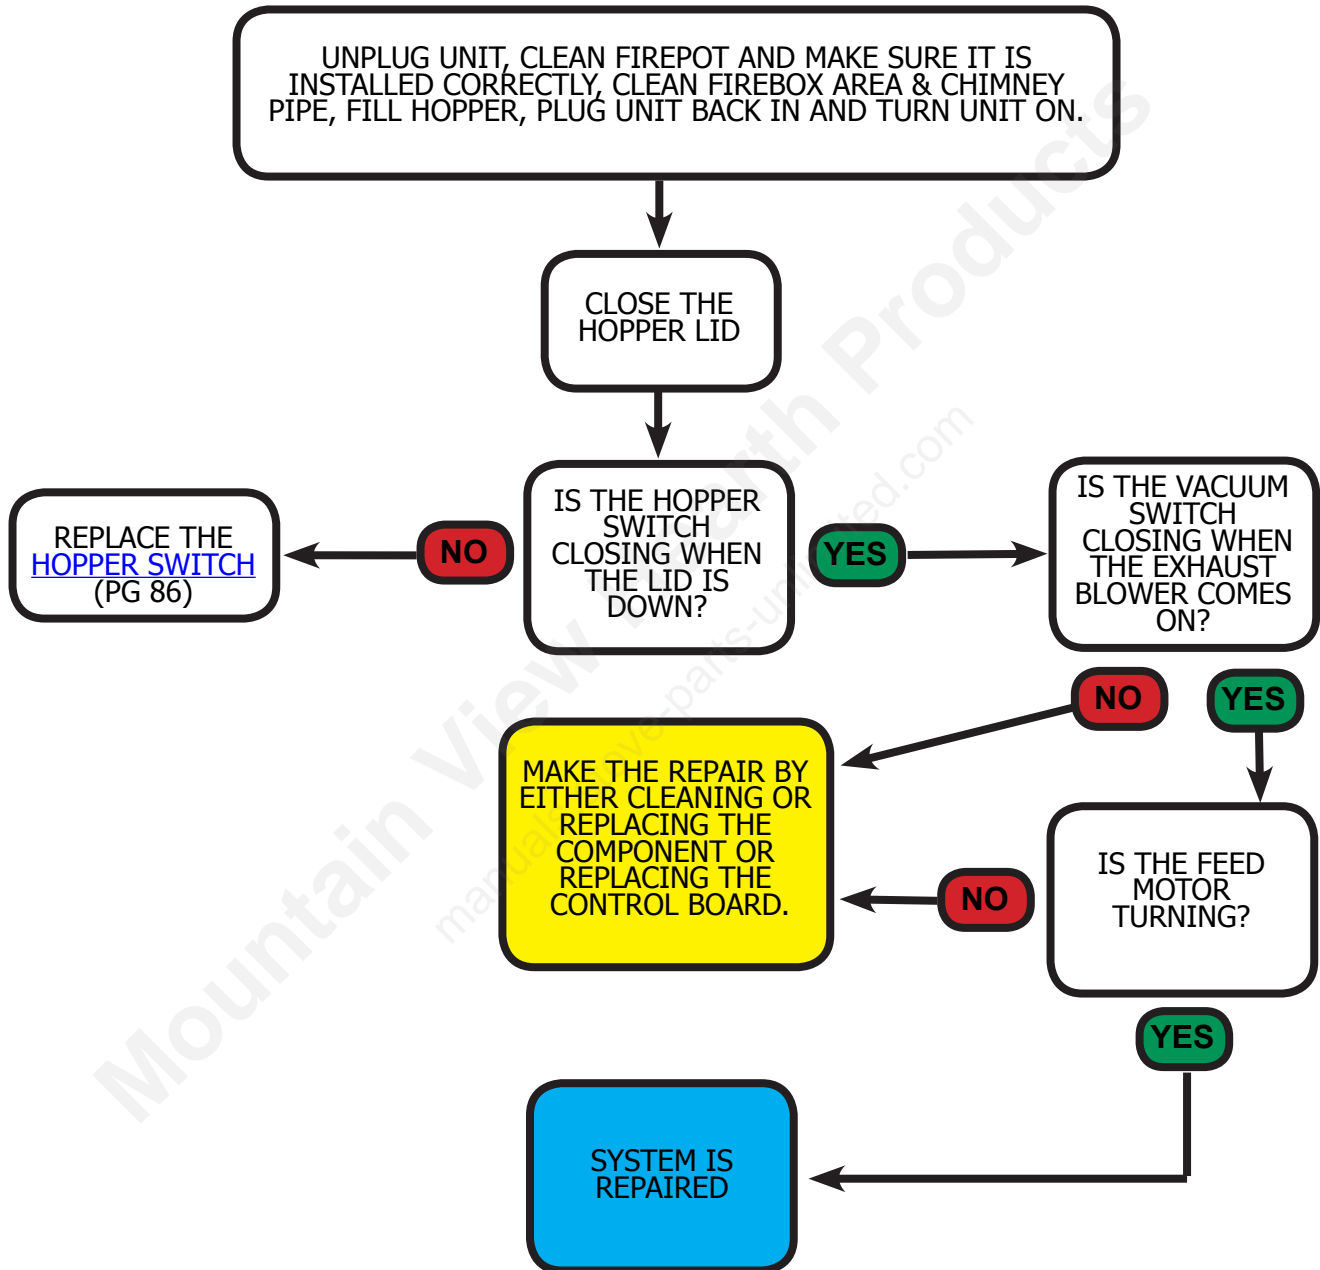 UNPLUG UNIT, CLEAN FIREPOT AND MAKE SURE IT IS
INSTALLED CORRECTLY, CLEAN FIREBOX AREA & CHIMNEY
PIPE, FILL HOPPER, PLUG UNIT BACK IN AND TURN UNIT ON.
CLOSE THE
HOPPER LID
IS THE HOPPER
SWITCH
CLOSING WHEN
THE LID IS
DOWN?
NO
REPLACE THE
HOPPER SWITCH
(PG 86)
YES
IS THE VACUUM
SWITCH
CLOSING WHEN
THE EXHAUST
BLOWER COMES
ON?
NO
YES
MAKE THE REPAIR BY
EITHER CLEANING OR
REPLACING THE
COMPONENT OR
REPLACING THE
CONTROL BOARD.
NO
IS THE FEED
MOTOR
TURNING?
YES
SYSTEM IS
REPAIRED
Mountain View Products